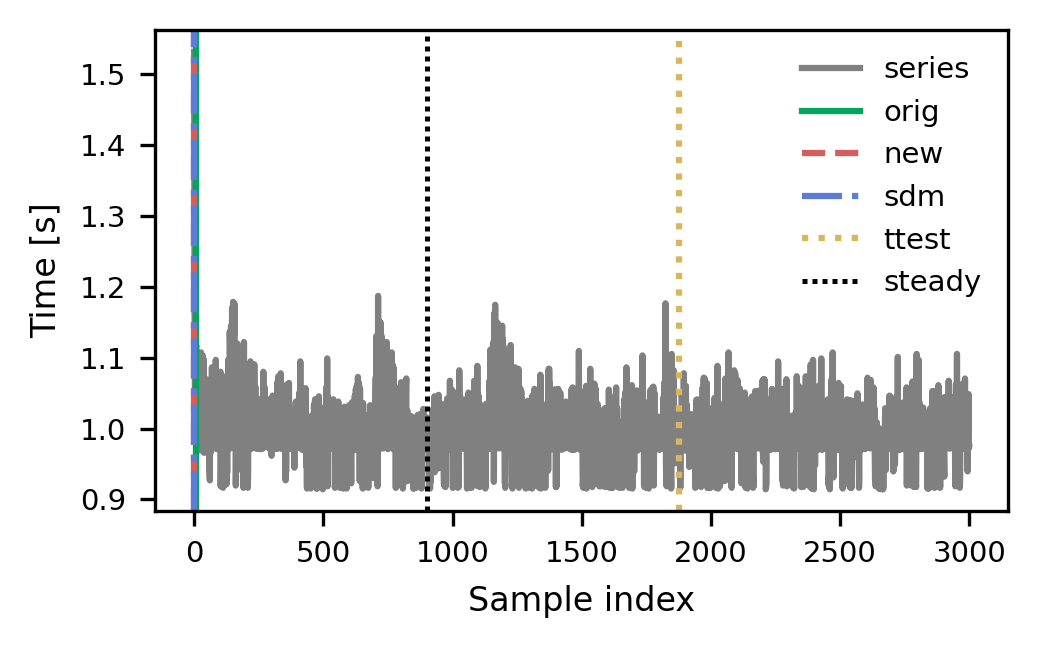 1.5
1.4
1.3
1.2
1.1
1.0
0.9
Time [s]
series
orig
new
sdm
ttest
steady
0 500 1000 1500 2000 2500 3000
Sample index